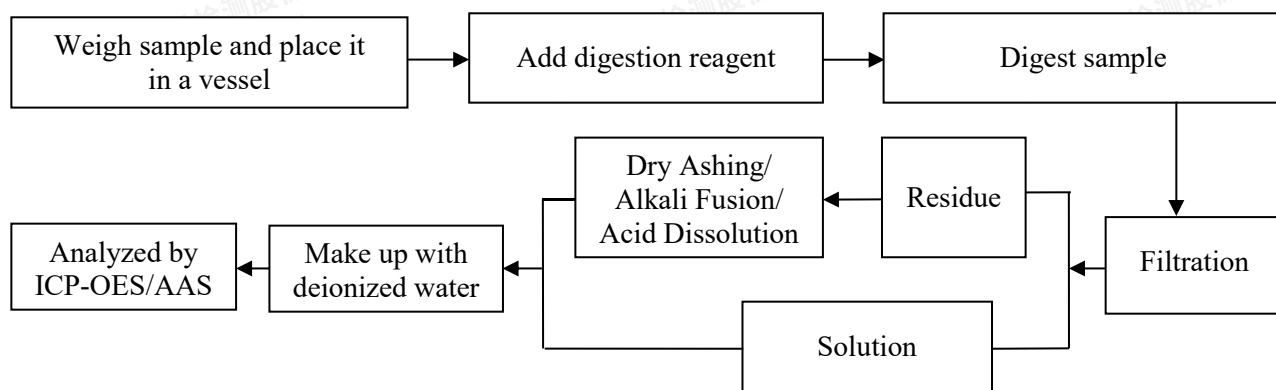 Weigh sample and place it
in a vessel
Add digestion reagent
Digest sample
Dry Ashing/
Alkali Fusion/
Acid Dissolution
Residue
Filtration
Analyzed by
ICP-OES/AAS
Make up with
deionized water
Solution